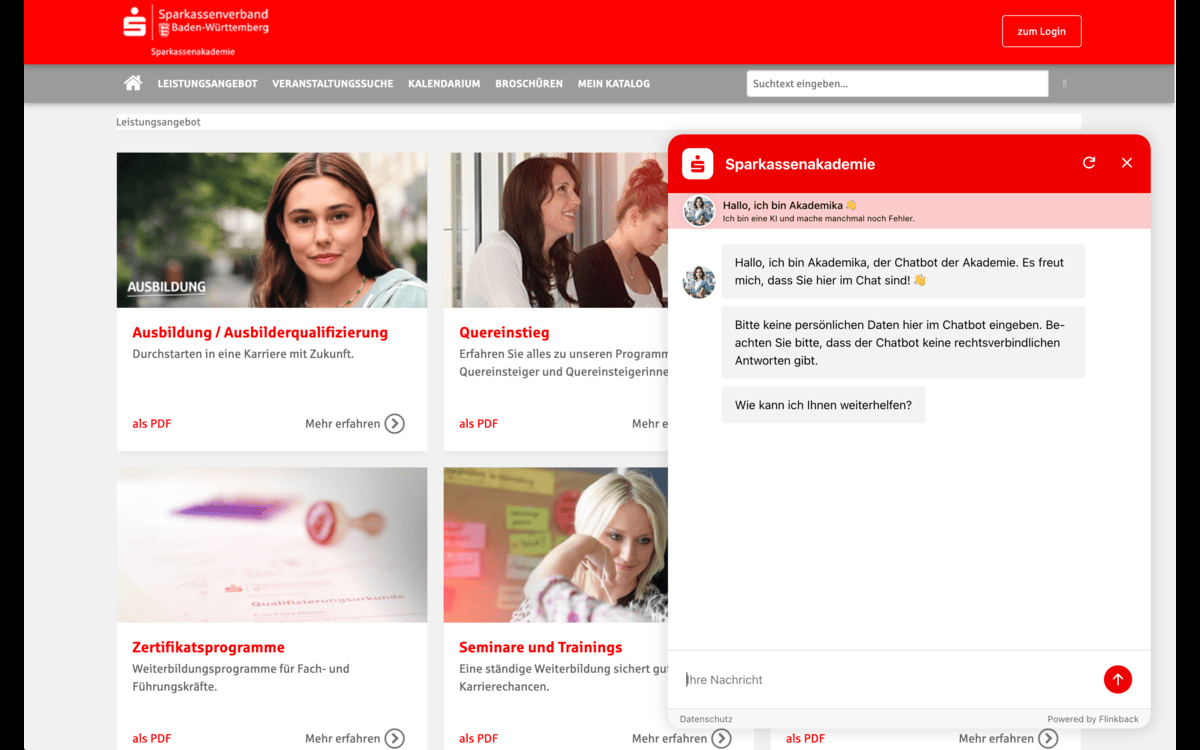 Sparkassenverband
Baden-Württemberg
Sparkassenakademie
zum Login
LEISTUNGSANGEBOT VERANSTALTUNGSSUCHE KALENDARIUM BROSCHÜREN MEIN KATALOG
Suchtext eingeben...
Leistungsangebot
AUSBILDUNG
Ausbildung / Ausbilderqualifizierung
Durchstarten in eine Karriere mit Zukunft.
als PDF
Mehr erfahren
Quereinstieg
Erfahren Sie alles zu unseren Programm
Quereinsteiger und Quereinsteigerinne
als PDF
Mehr e
Qualifizierungsurkunde
Zertifikatsprogramme
Weiterbildungsprogramme für Fach- und
Führungskräfte.
als PDF
Mehr erfahren
Seminare und Trainings
Eine ständige Weiterbildung sichert gut
Karrierechancen.
als PDF
Mehr erfahren
als PDF
Mehr erfahren
Sparkassenakademie
Hallo, ich bin Akademika 👋
Ich bin eine KI und mache manchmal noch Fehler.
Hallo, ich bin Akademika, der Chatbot der Akademie. Es freut
mich, dass Sie hier im Chat sind! 👋
Bitte keine persönlichen Daten hier im Chatbot eingeben. Be-
achten Sie bitte, dass der Chatbot keine rechtsverbindlichen
Antworten gibt.
Wie kann ich Ihnen weiterhelfen?
Ihre Nachricht
Datenschutz
Powered by Flinkback